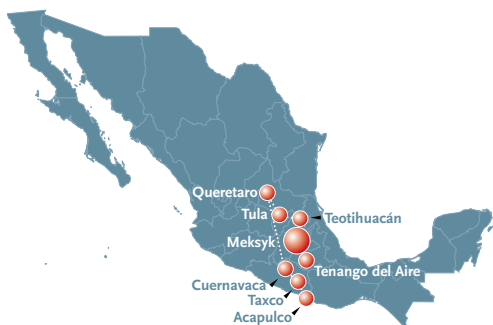 Queretaro
Tula
Teotihuacán
Meksyk
Tenango del Aire
Cuernavaca
Taxco
Acapulco